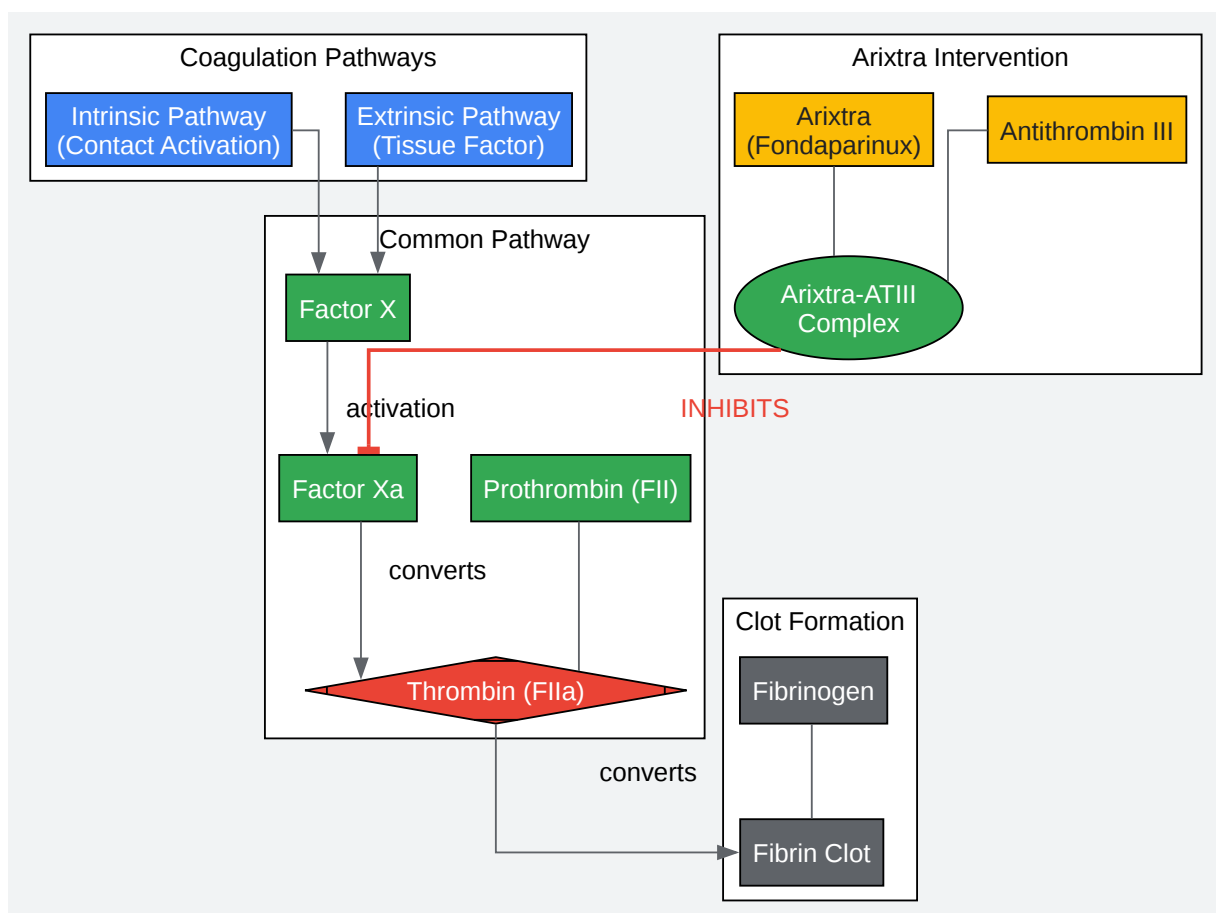 Coagulation Pathways
Intrinsic Pathway
(Contact Activation)
Extrinsic Pathway
(Tissue Factor)
Arixtra Intervention
Arixtra
(Fondaparinux)
Antithrombin III
Common Pathway
Factor X
Arixtra-ATIII
Complex
activation
INHIBITS
Factor Xa
Prothrombin (FII)
converts
Thrombin (FIIa)
Clot Formation
Fibrinogen
converts
Fibrin Clot